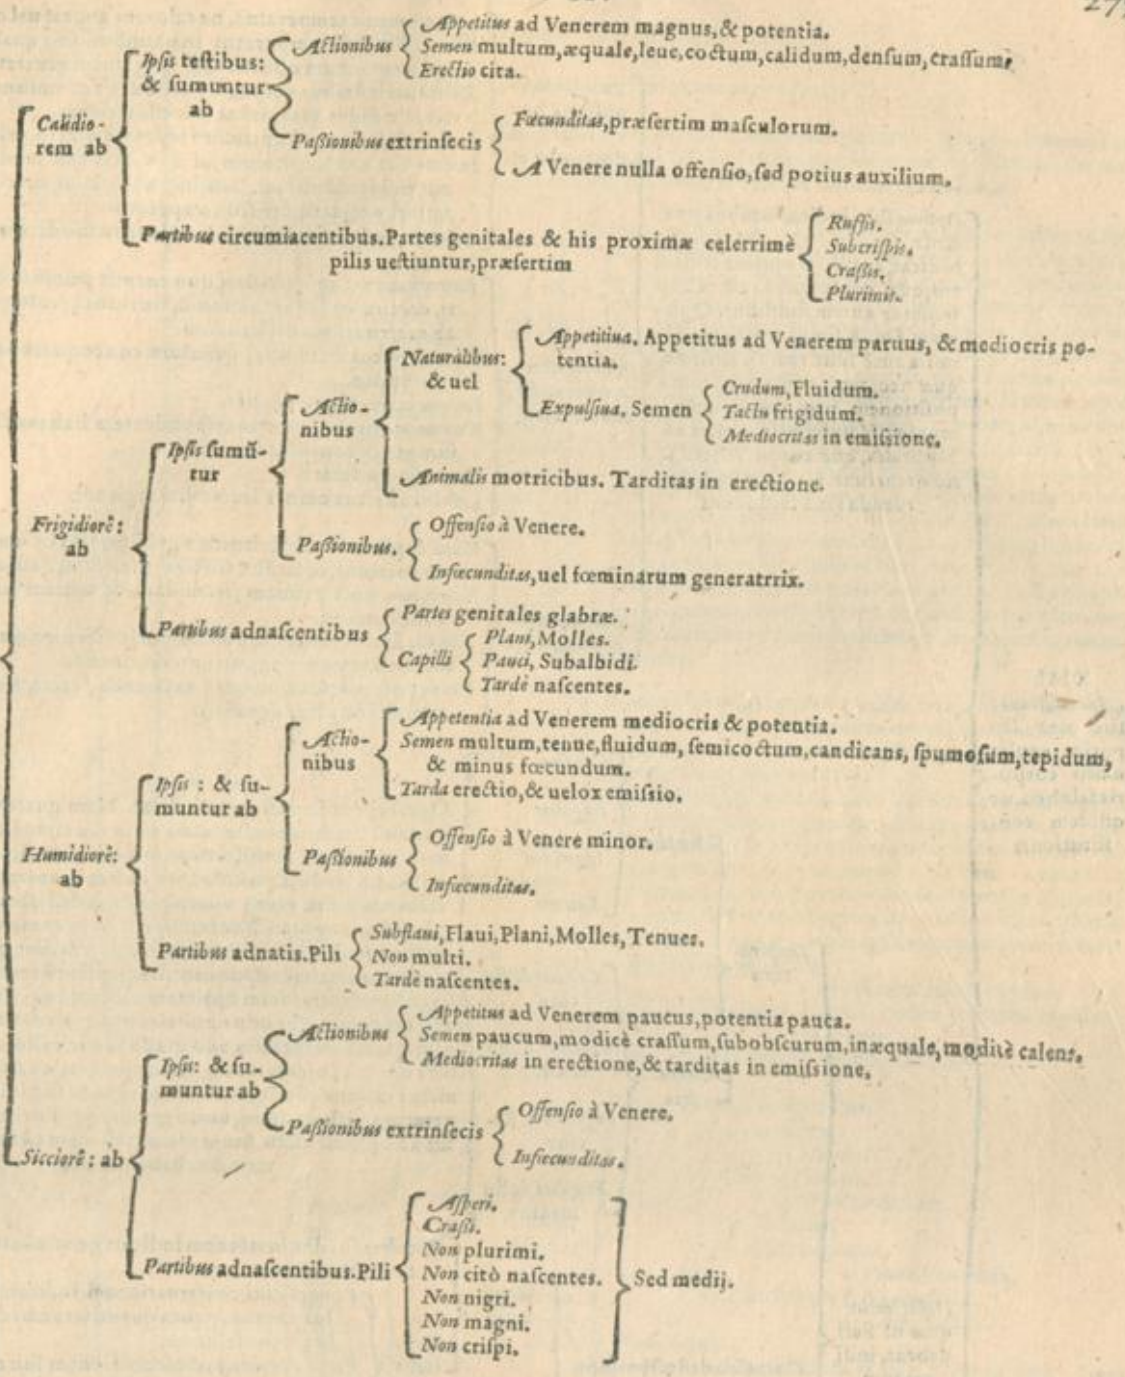 Calidio-
rem ab
Ipſis teſtibus:
& ſumuntur
ab
Actionibus
Appetitus ad Venerem magnus, & potentia.
Semen multum, æquale, leue, coctum, calidum, denſum, craſſum.
Erectio cita.
Paſſionibus extrinſecis
Fœcunditas, præſertim maſculorum.
A Venere nulla offenſio, ſed potius auxilium.
Partibus circumiacentibus. Partes genitales & his proximæ celerrimè
pilis ueſtiuntur, præſertim
Ruffis.
Subcriſpis.
Craſſis.
Plurimis.
Frigidiorẽ:
ab
Ipſis ſumũ-
tur
Actio-
nibus
Naturalibus:
& uel
Appetitiua. Appetitus ad Venerem paruus, & mediocris po-
tentia.
Expulſiua. Semen
Crudum, Fluidum.
Tactu frigidum.
Mediocritas in emiſsione.
Animalis motricibus. Tarditas in erectione.
Paſſionibus.
Offenſio à Venere.
Infœcunditas, uel fœminarum generatrrix.
Partibus adnaſcentibus
Partes genitales glabræ.
Capilli
Plani, Molles.
Pauci, Subalbidi.
Tardè naſcentes.
Humidiorẽ:
ab
Ipſis : & ſu-
muntur ab
Actio-
nibus
Appetentia ad Venerem mediocris & potentia.
Semen multum, tenue, fluidum, ſemicoctum, candicans, ſpumoſum, tepidum,
& minus fœcundum.
Tarda erectio, & uelox emiſsio.
Paſſionibus
Offenſio à Venere minor.
Infœcunditas.
Partibus adnatis. Pili
Subflaui, Flaui, Plani, Molles, Tenues.
Non multi.
Tardè naſcentes.
Sicciorẽ: ab
Ipſis: & ſu-
muntur ab
Actionibus
Appetitus ad Venerem paucus, potentia pauca.
Semen paucum, modicè craſſum, ſubobſcurum, inæquale, modicè calens.
Mediocritas in erectione, & tarditas in emiſsione.
Paſſionibus extrinſecis
Offenſio à Venere.
Infœcunditas.
Partibus adnaſcentibus. Pili
Aſperi.
Craſſi.
Non plurimi.
Non citò naſcentes.
Non nigri.
Non magni.
Non criſpi.
Sed medij.